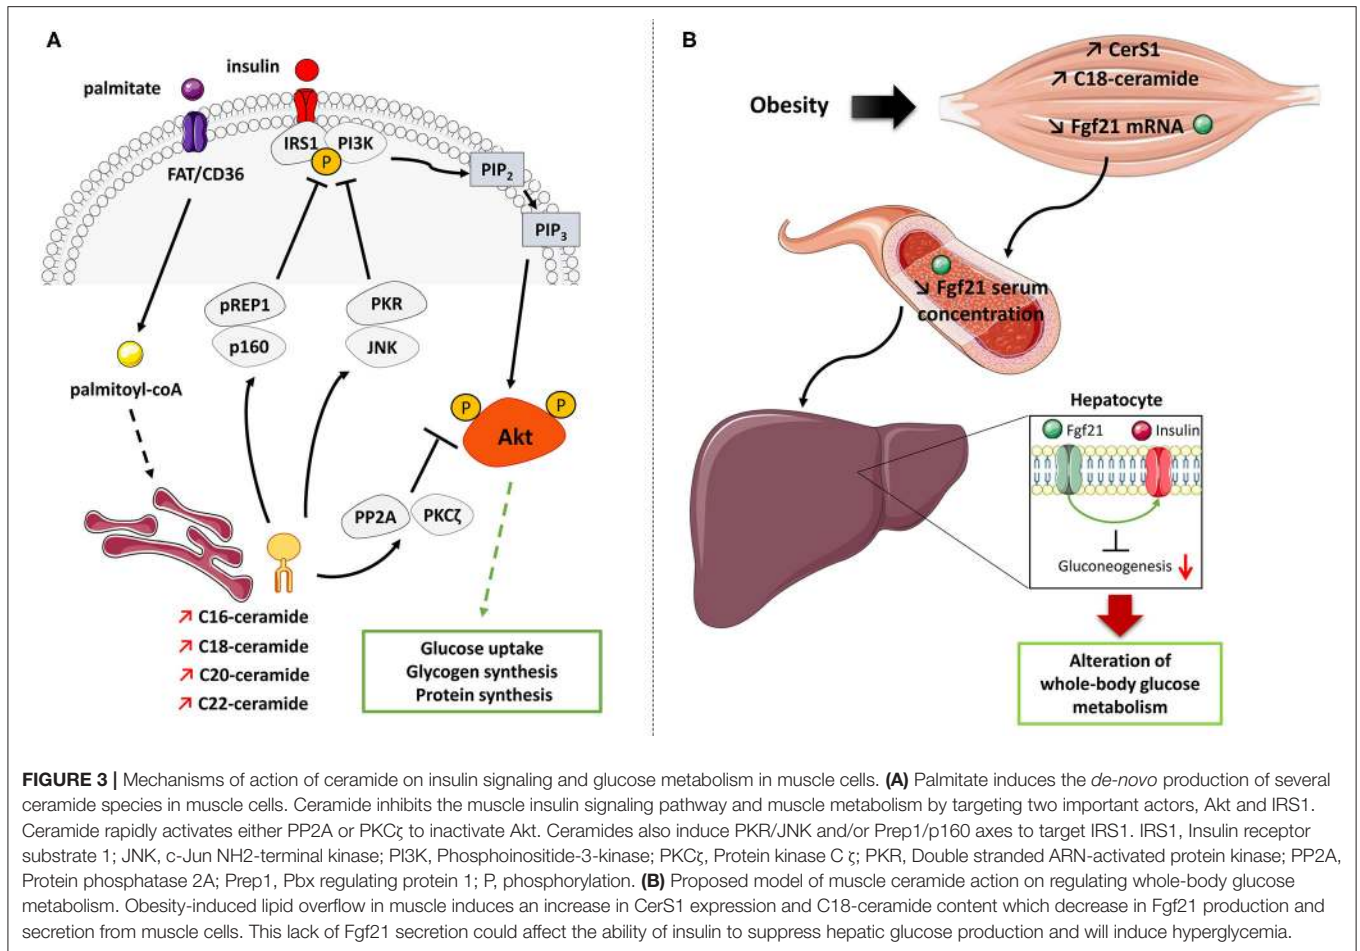 A
insulin
palmitate
IRS1
PI3K
P
FAT/CD36
PIP2
PIP3
pREP1
p160
PKR
JNK
palmitoyl-coA
P
P
Akt
PP2A
PKCζ
↗ C16-ceramide
↗ C18-ceramide
↗ C20-ceramide
↗ C22-ceramide
Glucose uptake
Glycogen synthesis
Protein synthesis
B
Obesity
↗ CerS1
↗ C18-ceramide
↘ Fgf21 mRNA
↘ Fgf21 serum
concentration
Hepatocyte
Fgf21
Insulin
Gluconeogenesis ↓
Alteration of
whole-body glucose
metabolism
FIGURE 3 | Mechanisms of action of ceramide on insulin signaling and glucose metabolism in muscle cells. (A) Palmitate induces the de-novo production of several
ceramide species in muscle cells. Ceramide inhibits the muscle insulin signaling pathway and muscle metabolism by targeting two important actors, Akt and IRS1.
Ceramide rapidly activates either PP2A or PKCζ to inactivate Akt. Ceramides also induce PKR/JNK and/or Prep1/p160 axes to target IRS1. IRS1, Insulin receptor
substrate 1; JNK, c-Jun NH2-terminal kinase; PI3K, Phosphoinositide-3-kinase; PKCζ, Protein kinase C ζ; PKR, Double stranded ARN-activated protein kinase; PP2A,
Protein phosphatase 2A; Prep1, Pbx regulating protein 1; P, phosphorylation. (B) Proposed model of muscle ceramide action on regulating whole-body glucose
metabolism. Obesity-induced lipid overflow in muscle induces an increase in CerS1 expression and C18-ceramide content which decrease in Fgf21 production and
secretion from muscle cells. This lack of Fgf21 secretion could affect the ability of insulin to suppress hepatic glucose production and will induce hyperglycemia.